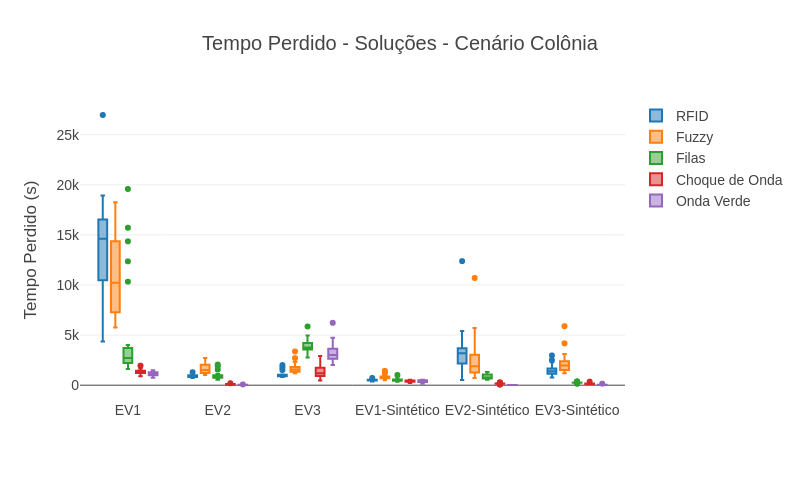 Tempo Perdido - Soluções - Cenário Colônia
Tempo Perdido (s)
25k
20k
15k
10k
5k
0
EV1
EV2
EV3
EV1-Sintético
EV2-Sintético
EV3-Sintético
RFID
Fuzzy
Filas
Choque de Onda
Onda Verde